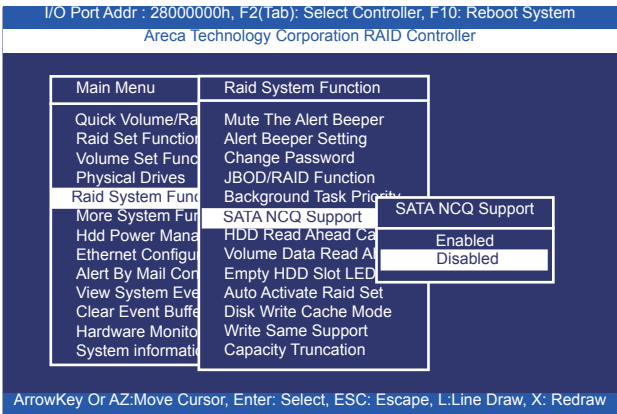 I/O Port Addr : 28000000h, F2(Tab): Select Controller, F10: Reboot System
Areca Technology Corporation RAID Controller
Main Menu
Quick Volume/Ra
Raid Set Function
Volume Set Func
Physical Drives
Raid System Func
More System Fun
Hdd Power Mana
Ethernet Configu
Alert By Mail Con
View System Eve
Clear Event Buffe
Hardware Monito
System informatio
Raid System Function
Mute The Alert Beeper
Alert Beeper Setting
Change Password
JBOD/RAID Function
Background Task Priority
SATA NCQ Support
HDD Read Ahead Ca
Volume Data Read A
Empty HDD Slot LED
Auto Activate Raid Set
Disk Write Cache Mode
Write Same Support
Capacity Truncation
SATA NCQ Support
Enabled
Disabled
ArrowKey Or AZ:Move Cursor, Enter: Select, ESC: Escape, L:Line Draw, X: Redraw